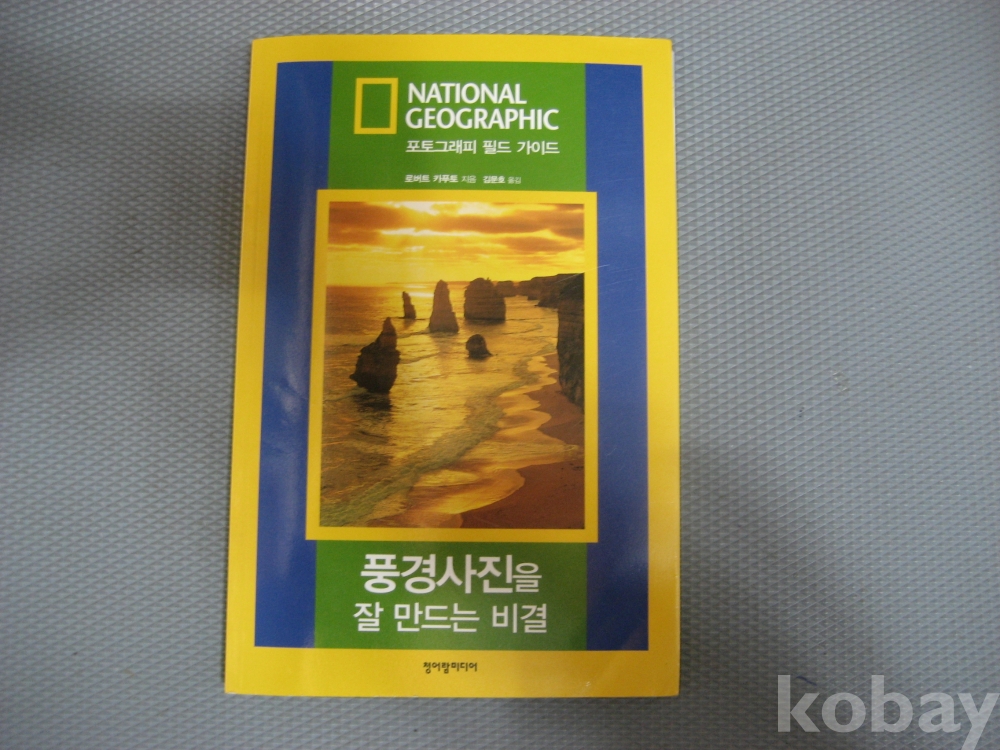 NATIONAL
GEOGRAPHIC
포토그래피 필드 가이드
로버트 카푸토 지음 김문호 옮김
풍경사진을
잘 만드는 비결
청어람미디어
kobay